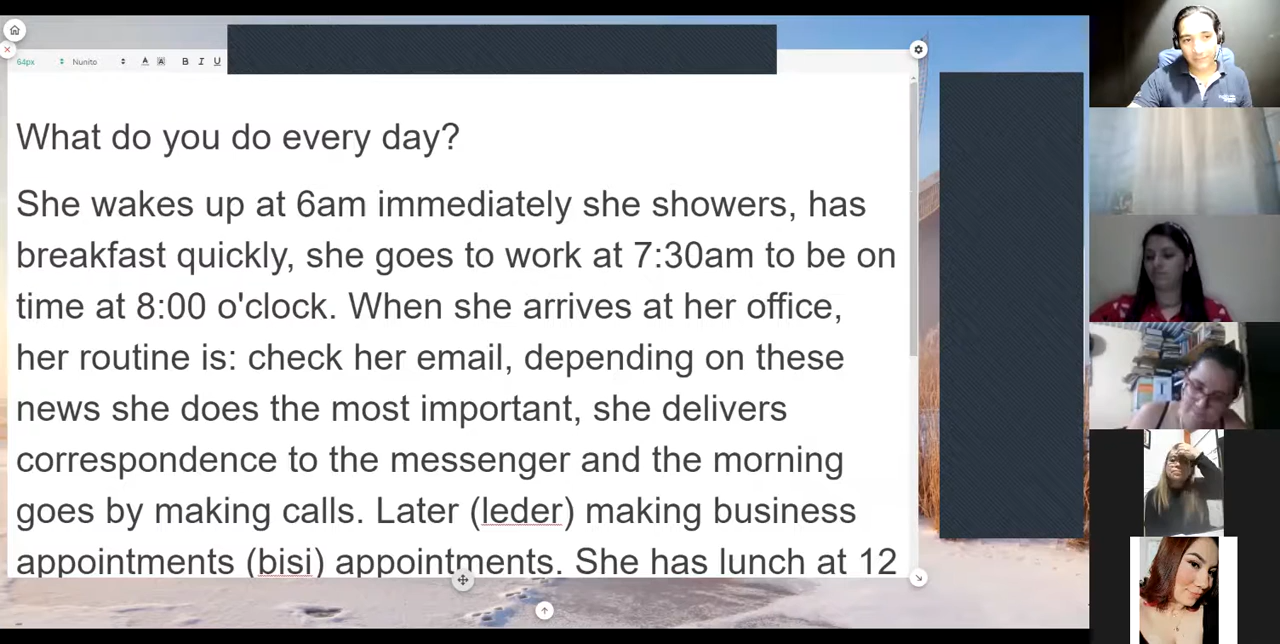 64px Nunito A A B I U
What do you do every day?
She wakes up at 6am immediately she showers, has
breakfast quickly, she goes to work at 7:30am to be on
time at 8:00 o'clock. When she arrives at her office,
her routine is: check her email, depending on these
news she does the most important, she delivers
correspondence to the messenger and the morning
goes by making calls. Later (leder) making business
appointments (bisi) appointments. She has lunch at 12